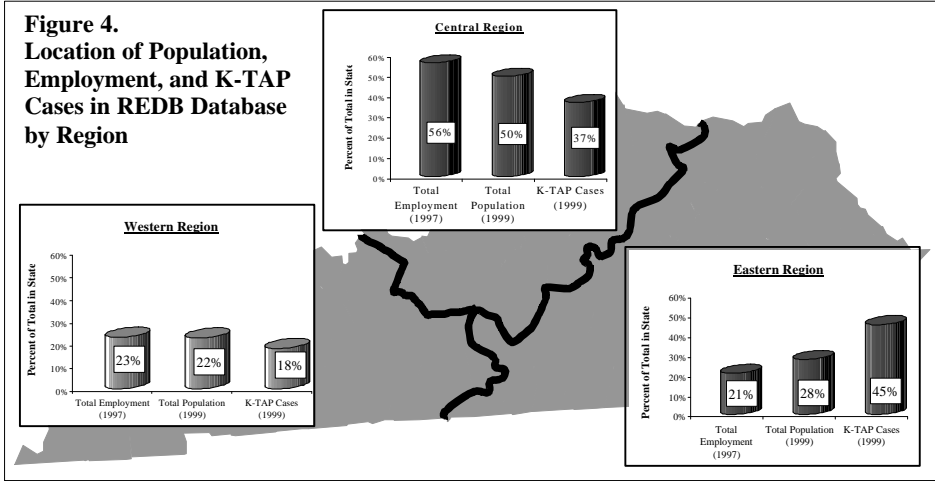 Figure 4.
Location of Population,
Employment, and K-TAP
Cases in REDB Database
by Region
Central Region
Percent of Total in State
60%
50%
40%
30%
20%
10%
0%
56%
50%
37%
Total
Employment
(1997)
Total
Population
(1999)
K-TAP Cases
(1999)
Western Region
Percent of Total in State
60%
50%
40%
30%
20%
10%
0%
23%
22%
18%
Total Employment
(1997)
Total Population
(1999)
K-TAP Cases
(1999)
Eastern Region
Percent of Total in State
60%
50%
40%
30%
20%
10%
0%
21%
28%
45%
Total
Employment
(1997)
Total Population
(1999)
K-TAP Cases
(1999)